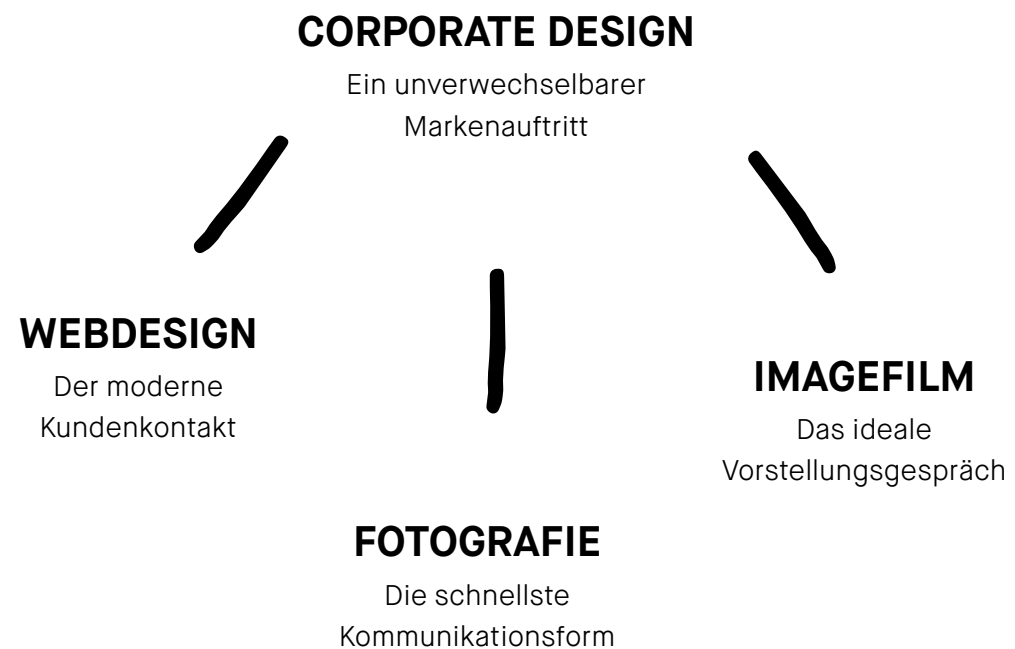 CORPORATE DESIGN
Ein unverwechselbarer
Markenauftritt
WEBDESIGN
Der moderne
Kundenkontakt
IMAGEFILM
Das ideale
Vorstellungsgespräch
FOTOGRAFIE
Die schnellste
Kommunikationsform